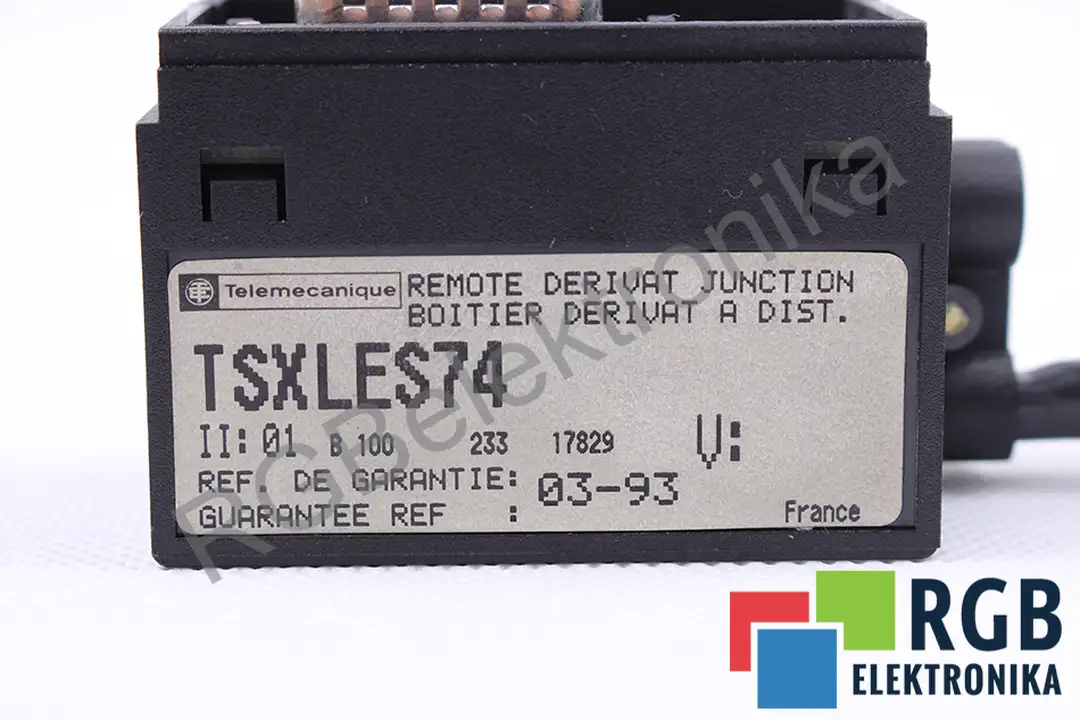 Telemecanique
REMOTE DERIVAT JUNCTION
BOITIER DERIVAT A DIST.
TSXLES74
II: 01 B 100 233 17829 V:
REF. DE GARANTIE: 03-93
GUARANTEE REF :
France
RGBelektronika
RGB
ELEKTRONIKA